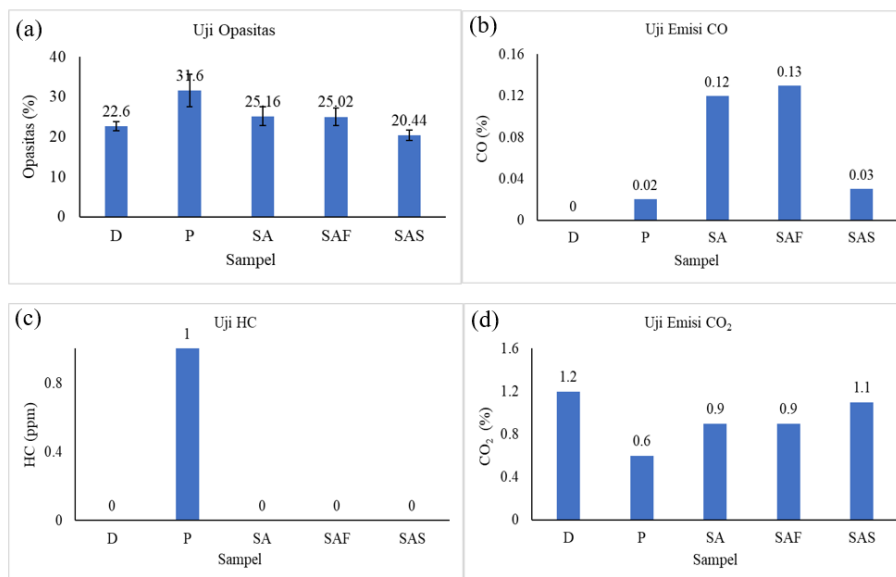 (a)
Uji Opasitas
Opasitas (%)
40
30
20
10
0
22.6
31.6
25.16
25.02
20.44
D P SA SAF SAS
Sampel
(b)
Uji Emisi CO
CO (%)
0.16
0.12
0.08
0.04
0
0
0.02
0.12
0.13
0.03
D P SA SAF SAS
Sampel
(c)
Uji HC
HC (ppm)
0.8
0.4
0
0
1
0
0
0
D P SA SAF SAS
Sampel
(d)
Uji Emisi CO₂
CO₂ (%)
1.6
1.2
0.8
0.4
0
1.2
0.6
0.9
0.9
1.1
D P SA SAF SAS
Sampel